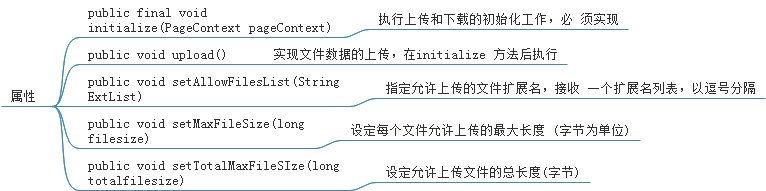 public final void
initialize(PageContext pageContext)
执行上传和下载的初始化工作，必 须实现
public void upload()
实现文件数据的上传，在initialize 方法后执行
属性
public void setAllowFilesList(String
ExtList)
指定允许上传的文件扩展名，接收 一个扩展名列表，以逗号分隔
public void setMaxFileSize(long
filesize)
设定每个文件允许上传的最大长度 (字节为单位)
public void setTotalMaxFileSIze(long
totalfilesize)
设定允许上传文件的总长度(字节)